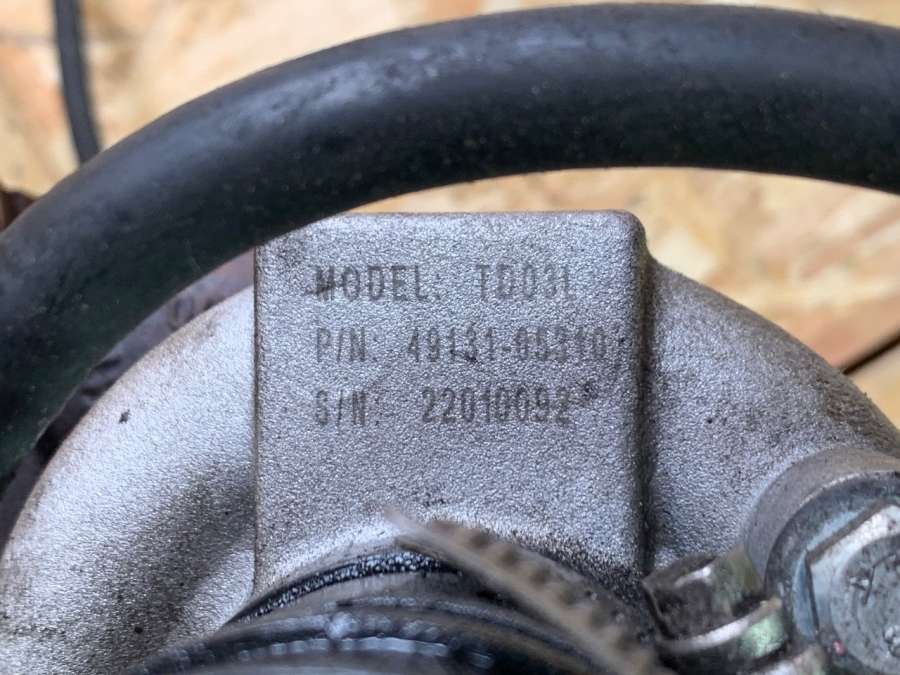 MODEL: TD03L
P/N: 49131-05310
S/N: 22010092